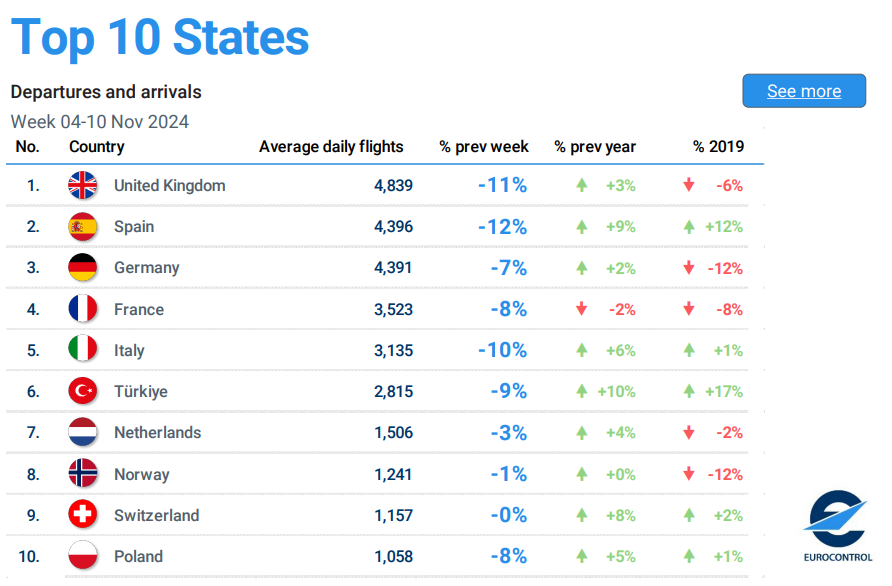 Top 10 States
Departures and arrivals
See more
Week 04-10 Nov 2024
No. Country Average daily flights % prev week % prev year % 2019
1. United Kingdom 4,839 -11% +3% -6%
2. Spain 4,396 -12% +9% +12%
3. Germany 4,391 -7% +2% -12%
4. France 3,523 -8% -2% -8%
5. Italy 3,135 -10% +6% +1%
6. Türkiye 2,815 -9% +10% +17%
7. Netherlands 1,506 -3% +4% -2%
8. Norway 1,241 -1% +0% -12%
9. Switzerland 1,157 -0% +8% +2%
10. Poland 1,058 -8% +5% +1%
EUROCONTROL